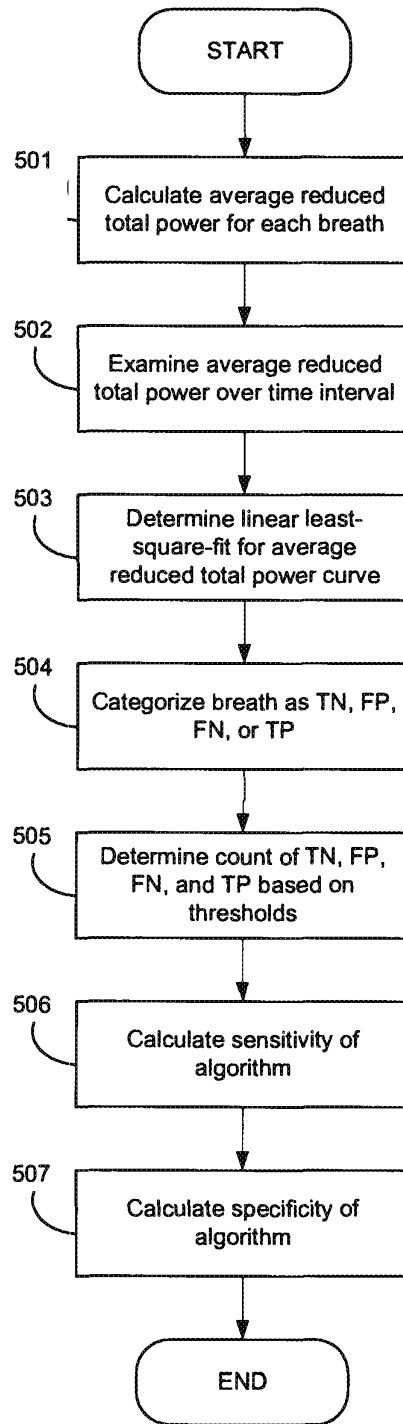 START
501
Calculate average reduced
total power for each breath
502
Examine average reduced
total power over time interval
503
Determine linear least-
square-fit for average
reduced total power curve
504
Categorize breath as TN, FP,
FN, or TP
505
Determine count of TN, FP,
FN, and TP based on
thresholds
506
Calculate sensitivity of
algorithm
507
Calculate specificity of
algorithm
END